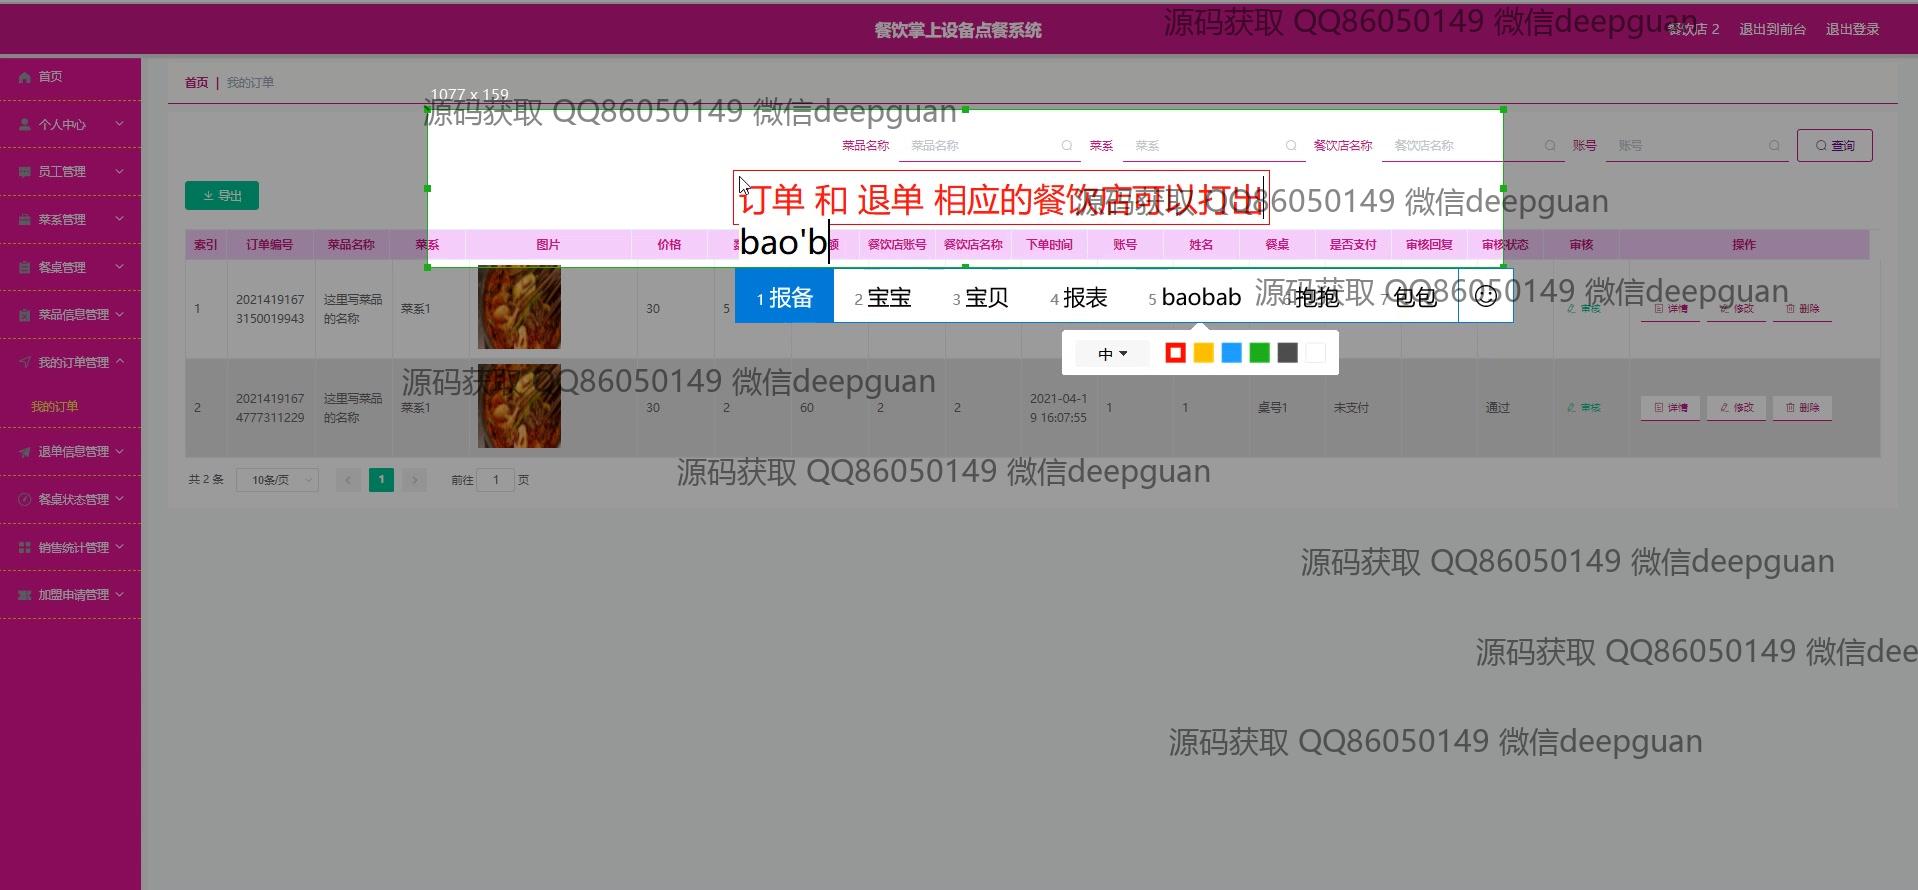 餐饮掌上设备点餐系统
源码获取 QQ86050149 微信deepguan
餐饮店 2 退出到前台 退出登录
首页
个人中心
员工管理
菜系管理
餐桌管理
菜品信息管理
我的订单管理
我的订单
退单信息管理
餐桌状态管理
销售统计管理
加盟申请管理
首页 | 我的订单
1077 x 159
源码获取 QQ86050149 微信deepguan
菜品名称 菜品名称 菜系 菜系 餐饮店名称 餐饮店名称 账号 账号 查询
导出
订单 和 退单 相应的餐饮店可以打出
源码获取 QQ86050149 微信deepguan
bao'b
索引 订单编号 菜品名称 菜系 图片 价格 餐饮店账号 餐饮店名称 下单时间 账号 姓名 餐桌 是否支付 审核回复 审核状态 审核 操作
1 报备 2 宝宝 3 宝贝 4 报表 5 baobab 6 抱抱 7 包包
源码获取 QQ86050149 微信deepguan
1 2021419167 3150019943 这里写菜品 的名称 菜系1 30 5 审核 详情 修改 删除
中
源码获取 QQ86050149 微信deepguan
2 2021419167 4777311229 这里写菜品 的名称 菜系1 30 2 60 2 2 2021-04-1 9 16:07:55 1 1 桌号1 未支付 通过 审核 详情 修改 删除
共 2 条 10条/页 1 前往 1 页
源码获取 QQ86050149 微信deepguan
源码获取 QQ86050149 微信deepguan
源码获取 QQ86050149 微信deepgu
源码获取 QQ86050149 微信deepguan